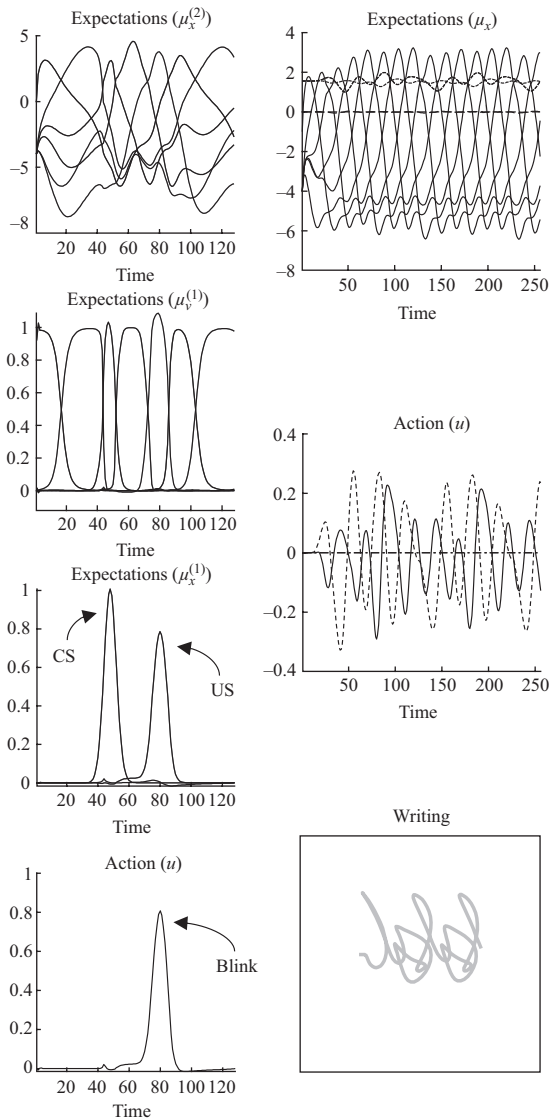 Expectations (μₓ⁽²⁾)
5
0
–5
–8
20 40 60 80 100 120
Time
Expectations (μᵥ⁽¹⁾)
1
0.8
0.6
0.4
0.2
0
20 40 60 80 100 120
Time
Expectations (μₓ⁽¹⁾)
1
0.8
0.6
0.4
0.2
0
CS
US
20 40 60 80 100 120
Time
Action (u)
1
0.8
0.6
0.4
0.2
0
Blink
20 40 60 80 100 120
Time
Expectations (μₓ)
4
2
0
–2
–4
–6
–8
50 100 150 200 250
Time
Action (u)
0.4
0.2
0
–0.2
–0.4
50 100 150 200 250
Time
Writing